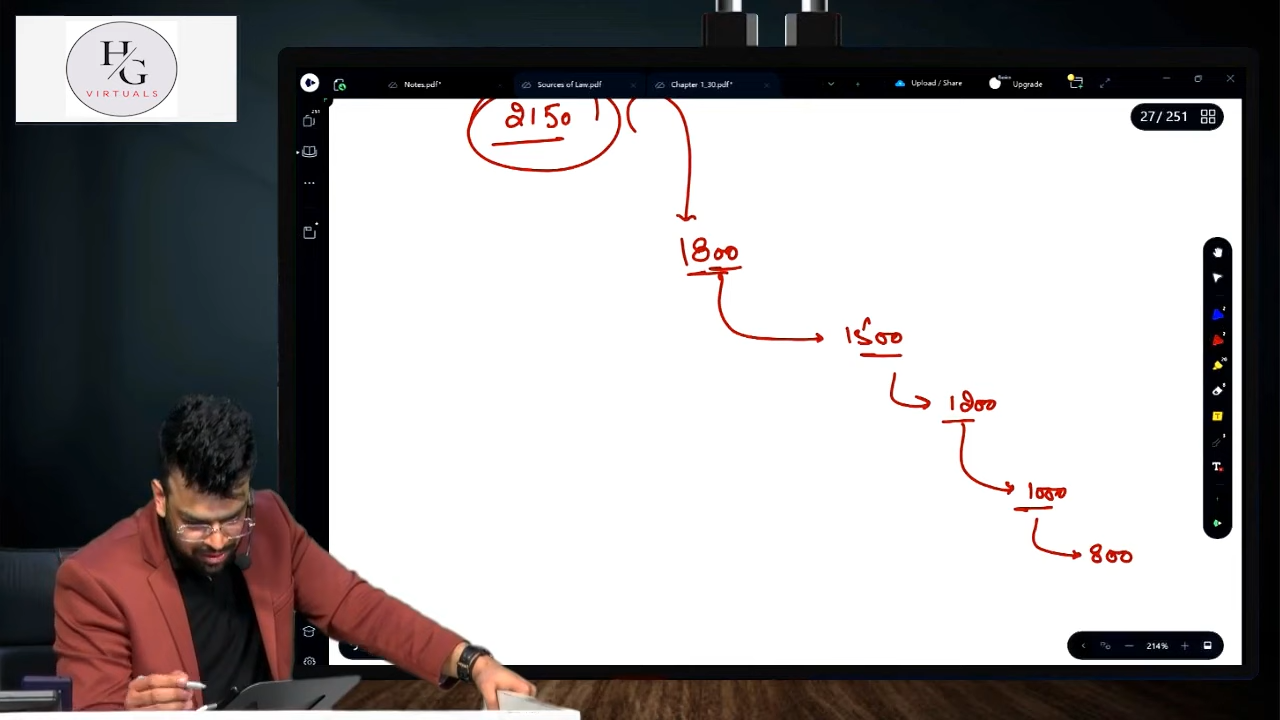 H/G
VIRTUALS
Notes.pdf*
Sources of Law.pdf
Chapter 1_30.pdf*
Upload / Share
Basic
Upgrade
27/ 251
2150
1800
1500
1200
1000
800
214%